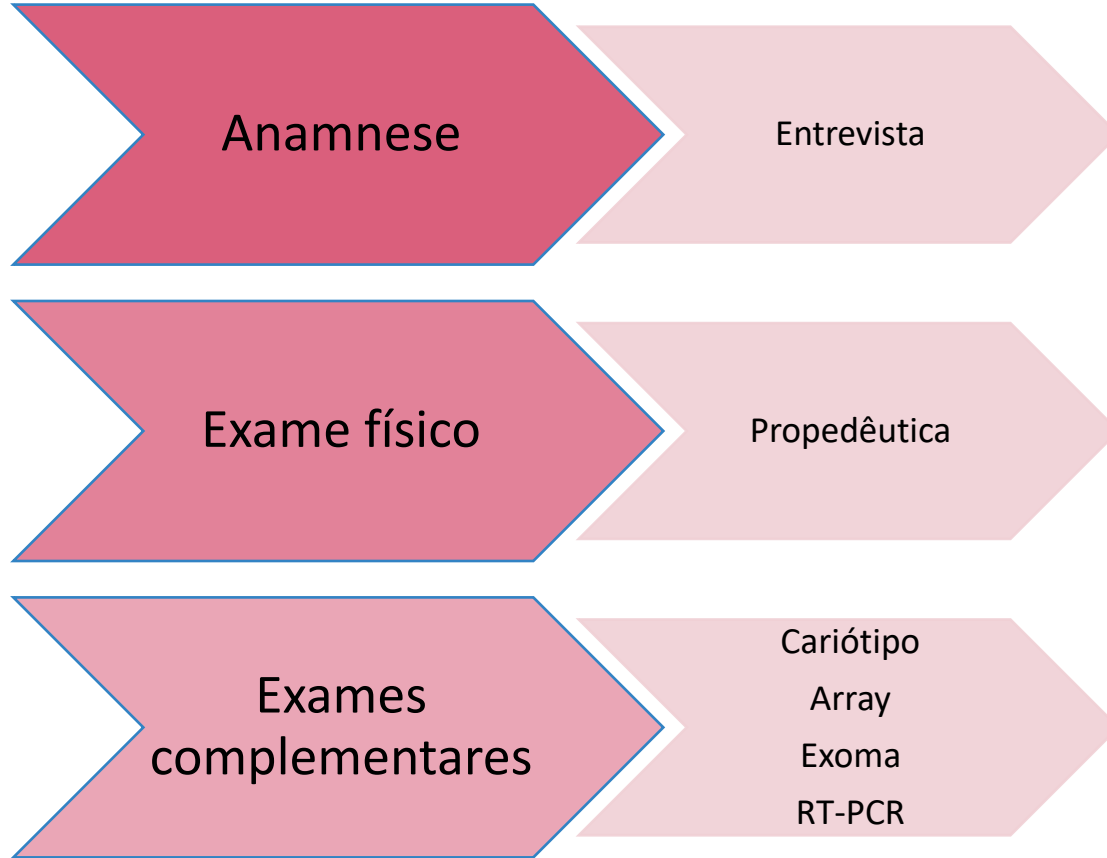 Anamnese
Entrevista
Exame físico
Propedêutica
Exames
complementares
Cariótipo
Array
Exoma
RT-PCR